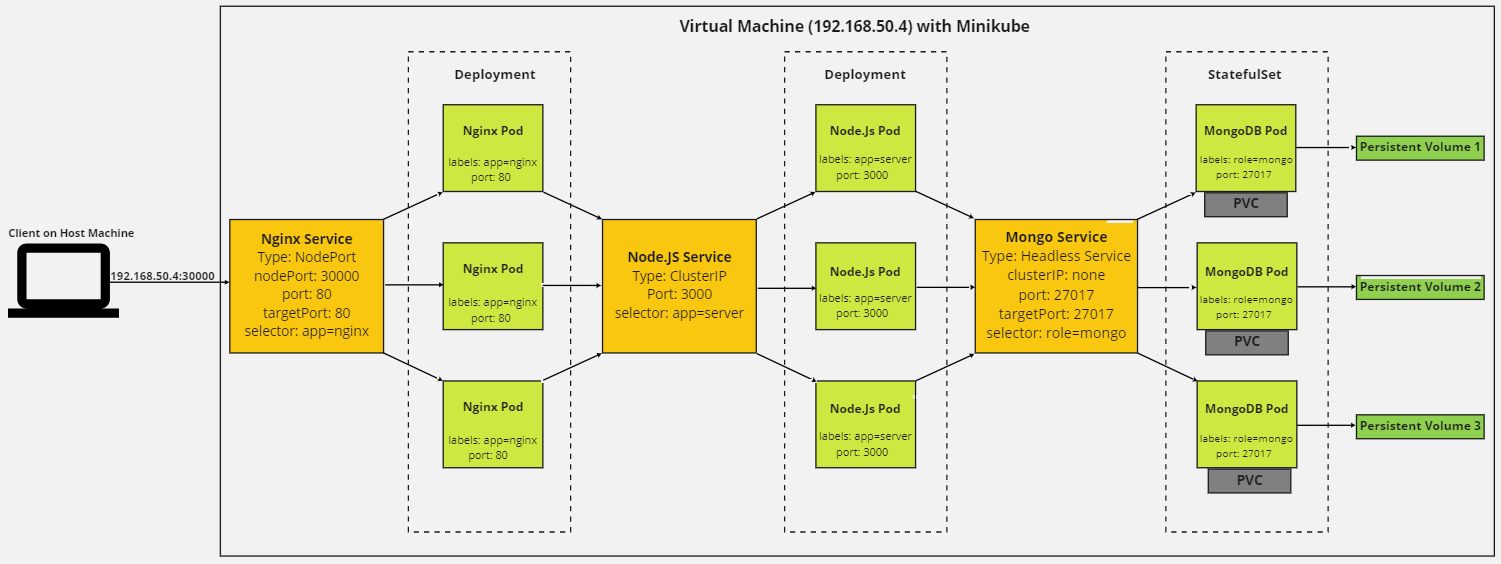 Virtual Machine (192.168.50.4) with Minikube
Client on Host Machine
192.168.50.4:30000
Nginx Service
Type: NodePort
nodePort: 30000
port: 80
targetPort: 80
selector: app=nginx
Deployment
Nginx Pod
labels: app=nginx
port: 80
Nginx Pod
labels: app=nginx
port: 80
Nginx Pod
labels: app=nginx
port: 80
Node.JS Service
Type: ClusterIP
Port: 3000
selector: app=server
Deployment
Node.Js Pod
labels: app=server
port: 3000
Node.Js Pod
labels: app=server
port: 3000
Node.Js Pod
labels: app=server
port: 3000
Mongo Service
Type: Headless Service
clusterIP: none
port: 27017
targetPort: 27017
selector: role=mongo
StatefulSet
MongoDB Pod
labels: role=mongo
port: 27017
PVC
MongoDB Pod
labels: role=mongo
port: 27017
PVC
MongoDB Pod
labels: role=mongo
port: 27017
PVC
Persistent Volume 1
Persistent Volume 2
Persistent Volume 3